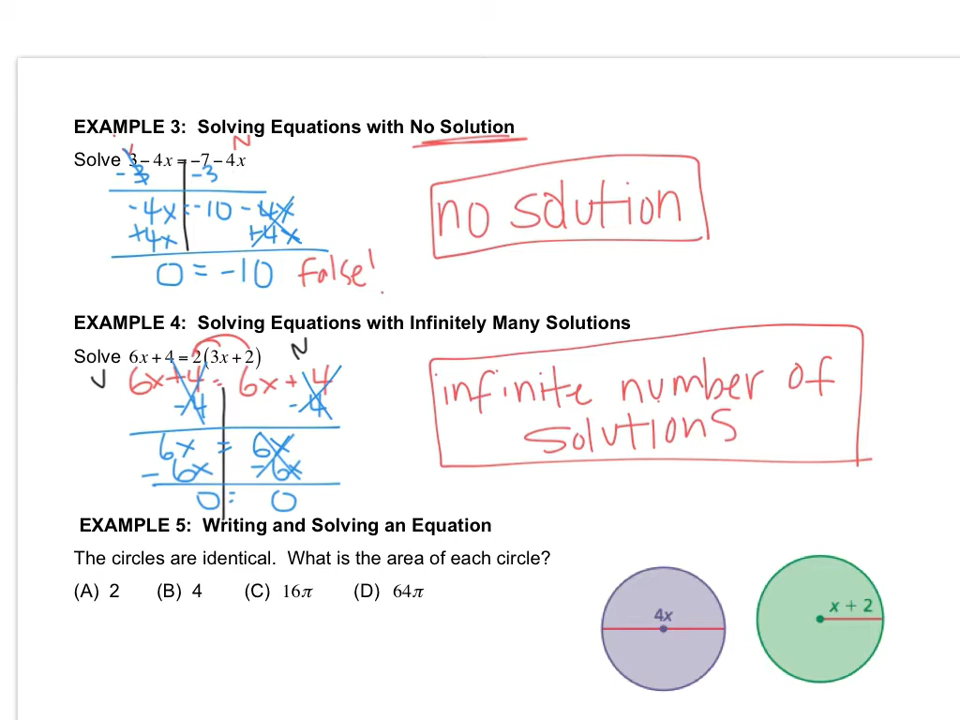 EXAMPLE 3: Solving Equations with No Solution
N
Solve 3 − 4x = −7 − 4x
−3 −3
−4x = −10 − 4x
+4x +4x
0 = −10 False!
no solution
EXAMPLE 4: Solving Equations with Infinitely Many Solutions
Solve 6x + 4 = 2(3x + 2) N
V 6x+4 = 6x+4
−4 −4
6x = 6x
−6x −6x
0 = 0
infinite number of
solutions
EXAMPLE 5: Writing and Solving an Equation
The circles are identical. What is the area of each circle?
(A) 2 (B) 4 (C) 16π (D) 64π
4x
x + 2